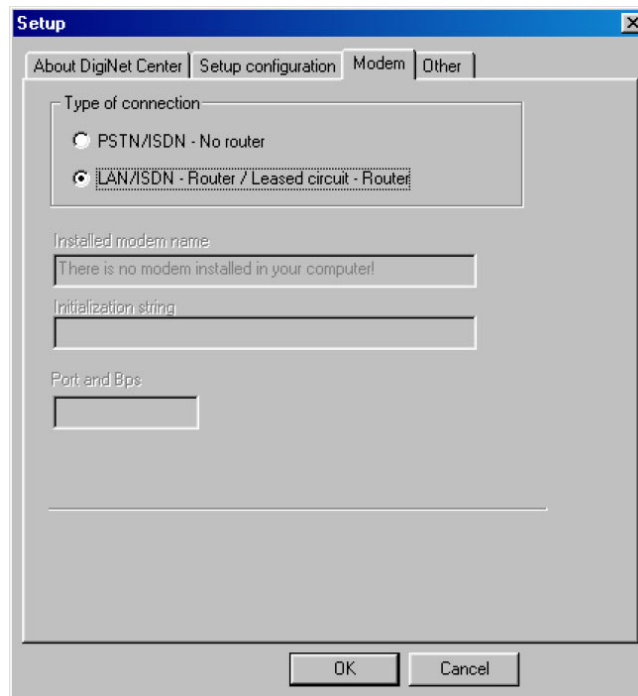 Setup
About DigiNet Center
Setup configuration
Modem
Other
Type of connection
PSTN/ISDN - No router
LAN/ISDN - Router / Leased circuit - Router
Installed modem name
There is no modem installed in your computer!
Initialization string
Port and Bps
OK
Cancel